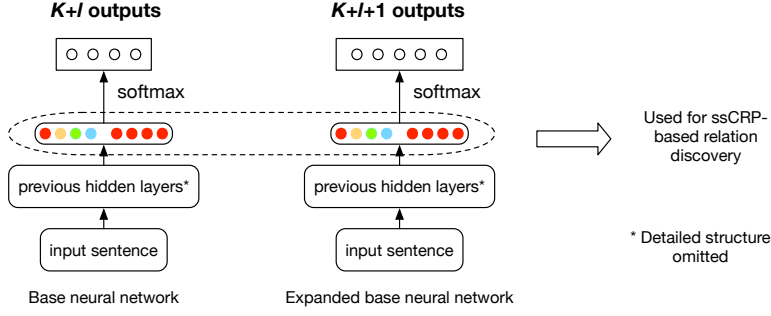 K+l outputs
K+l+1 outputs
softmax
softmax
Used for ssCRP-
based relation
discovery
previous hidden layers*
previous hidden layers*
input sentence
input sentence
* Detailed structure
omitted
Base neural network
Expanded base neural network